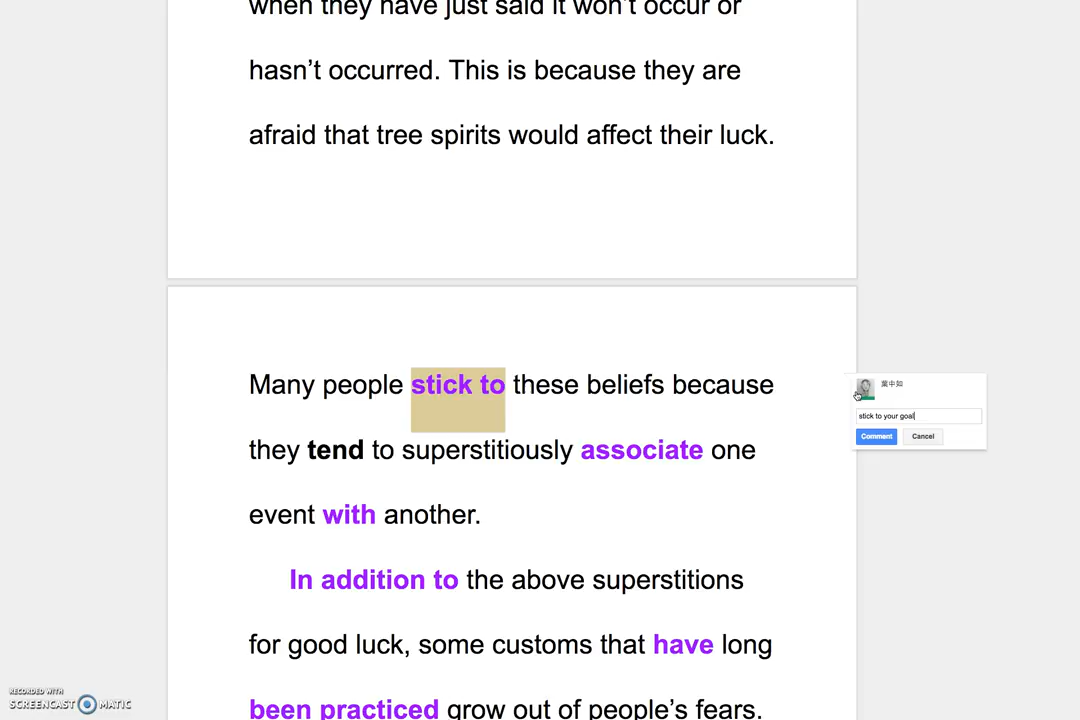 when they have just said it won't occur or
hasn't occurred. This is because they are
afraid that tree spirits would affect their luck.
Many people stick to these beliefs because
葉中如
stick to your goal
Comment Cancel
they tend to superstitiously associate one
event with another.
In addition to the above superstitions
for good luck, some customs that have long
been practiced grow out of people's fears.
RECORDED WITH
SCREENCAST MATIC